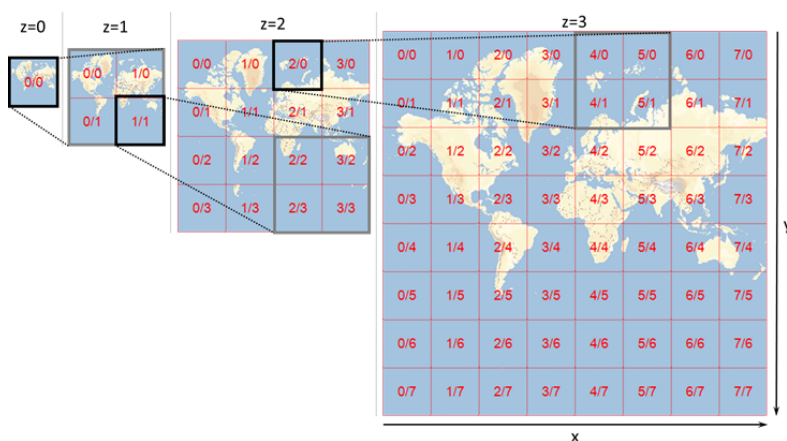 z=0 z=1 z=2 z=3
0/0
0/0 1/0
0/1 1/1
0/0 1/0 2/0 3/0
0/1 1/1 2/1 3/1
0/2 1/2 2/2 3/2
0/3 1/3 2/3 3/3
0/0 1/0 2/0 3/0 4/0 5/0 6/0 7/0
0/1 1/1 2/1 3/1 4/1 5/1 6/1 7/1
0/2 1/2 2/2 3/2 4/2 5/2 6/2 7/2
0/3 1/3 2/3 3/3 4/3 5/3 6/3 7/3
0/4 1/4 2/4 3/4 4/4 5/4 6/4 7/4
0/5 1/5 2/5 3/5 4/5 5/5 6/5 7/5
0/6 1/6 2/6 3/6 4/6 5/6 6/6 7/6
0/7 1/7 2/7 3/7 4/7 5/7 6/7 7/7
y
x